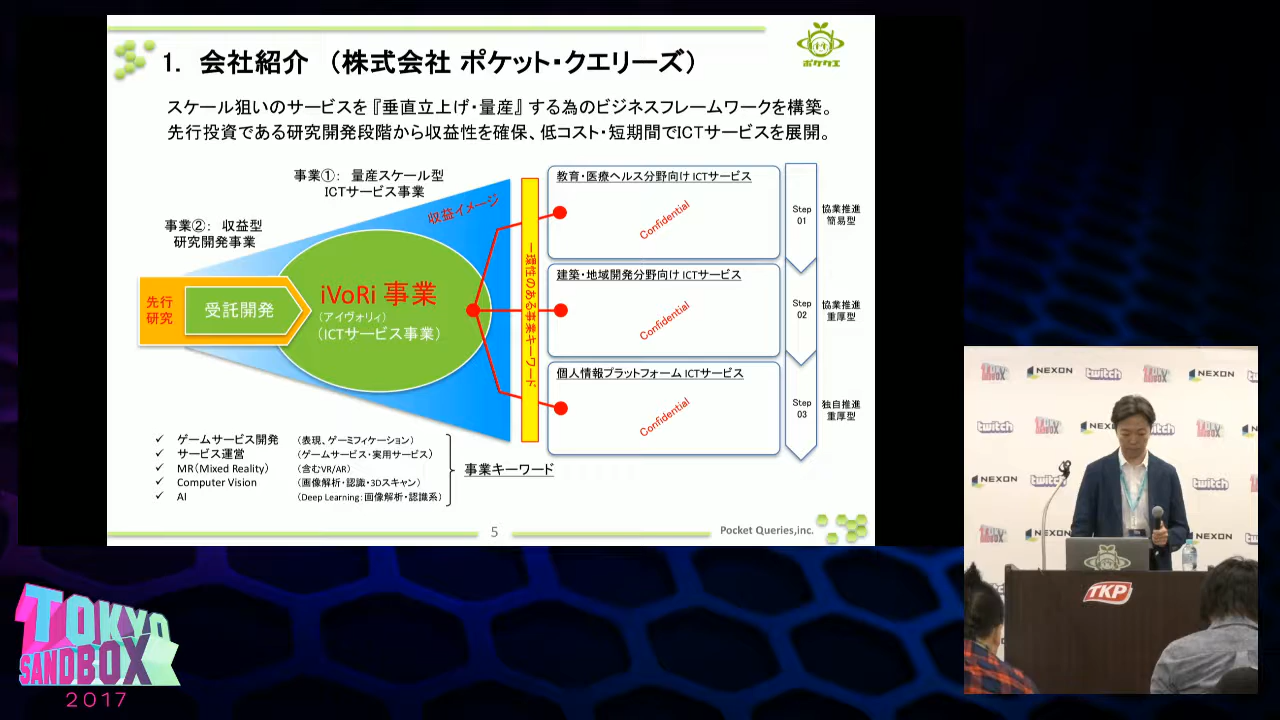 1. 会社紹介 （株式会社 ポケット・クエリーズ）
ポケクエ
スケール狙いのサービスを『垂直立上げ・量産』する為のビジネスフレームワークを構築。
先行投資である研究開発段階から収益性を確保、低コスト・短期間でICTサービスを展開。
事業①： 量産スケール型
ICTサービス事業
事業②： 収益型
研究開発事業
収益イメージ
先行
研究
受託開発
iVoRi 事業
（アイヴォリィ）
（ICTサービス事業）
一環性のある事業キーワード
教育・医療ヘルス分野向け ICTサービス
Confidential
建築・地域開発分野向け ICTサービス
Confidential
個人情報プラットフォーム ICTサービス
Confidential
Step
01
協業推進
簡易型
Step
02
協業推進
重厚型
Step
03
独自推進
重厚型
✓ ゲームサービス開発 （表現、ゲーミフィケーション）
✓ サービス運営 （ゲームサービス・実用サービス）
✓ MR（Mixed Reality） （含むVR/AR）
✓ Computer Vision （画像解析・認識・3Dスキャン）
✓ AI （Deep Learning：画像解析・認識系）
事業キーワード
5
Pocket Queries,inc.
TOKYO
SANDBOX
2017
NEXON
twitch
TOKYO
SANDBOX
NEXON
twitch
NEXON
twitch
NEXON
twitch
twitch
NEXON
NEXON
TKP